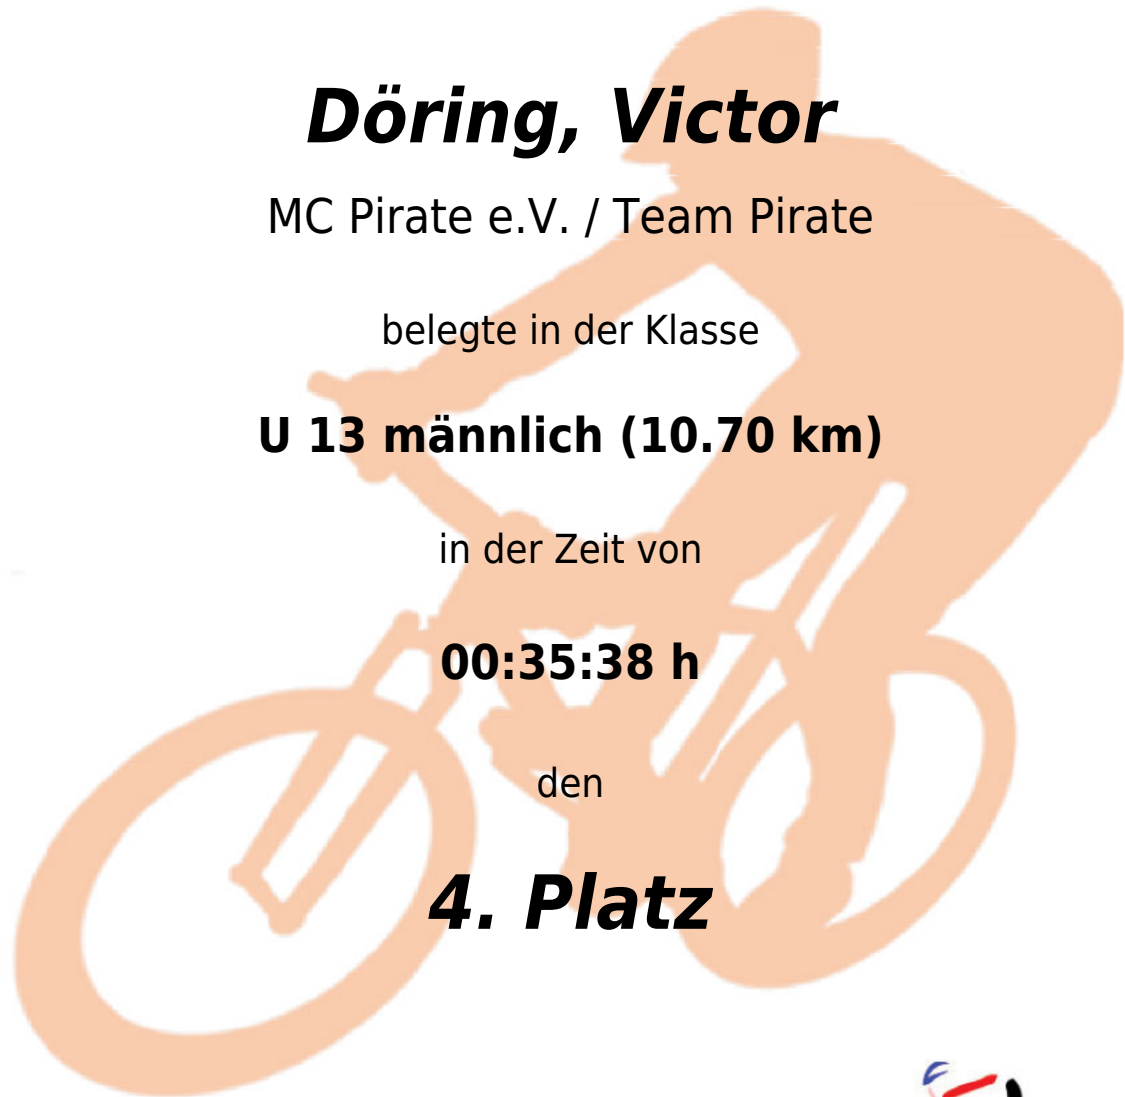 Döring, Victor
MC Pirate e.V. / Team Pirate
belegte in der Klasse
U 13 männlich (10.70 km)
in der Zeit von
00:35:38 h
den
4. Platz